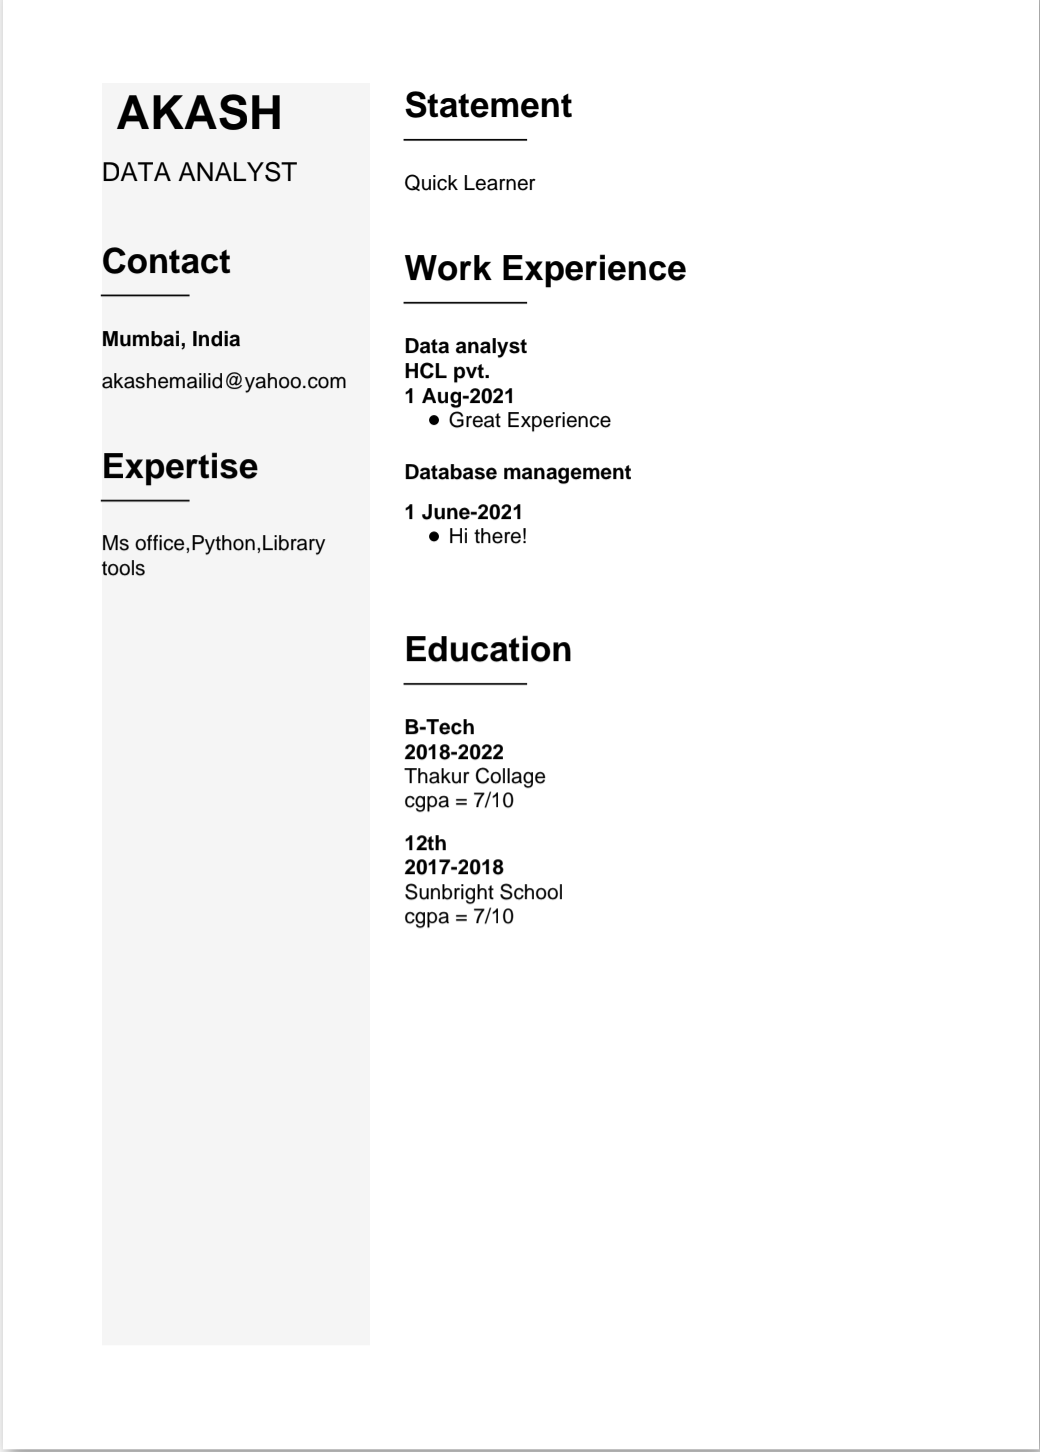 AKASH
DATA ANALYST
Contact
Mumbai, India
akashemailid@yahoo.com
Expertise
Ms office,Python,Library
tools
Statement
Quick Learner
Work Experience
Data analyst
HCL pvt.
1 Aug-2021
● Great Experience
Database management
1 June-2021
● Hi there!
Education
B-Tech
2018-2022
Thakur Collage
cgpa = 7/10
12th
2017-2018
Sunbright School
cgpa = 7/10